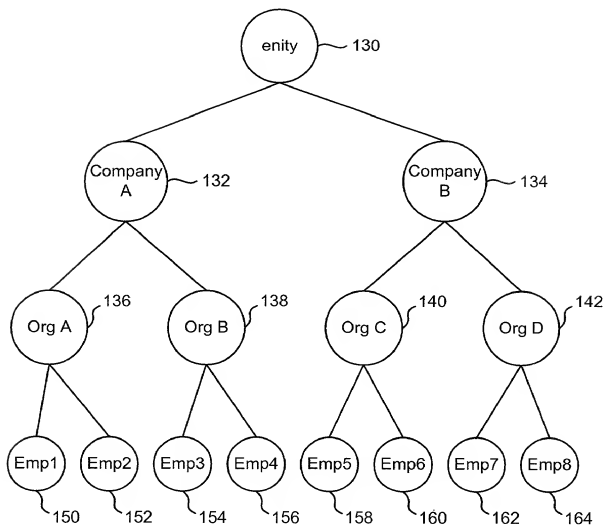 enity
130
Company
A
132
Company
B
134
Org A
136
Org B
138
Org C
140
Org D
142
Emp1
Emp2
Emp3
Emp4
Emp5
Emp6
Emp7
Emp8
150
152
154
156
158
160
162
164